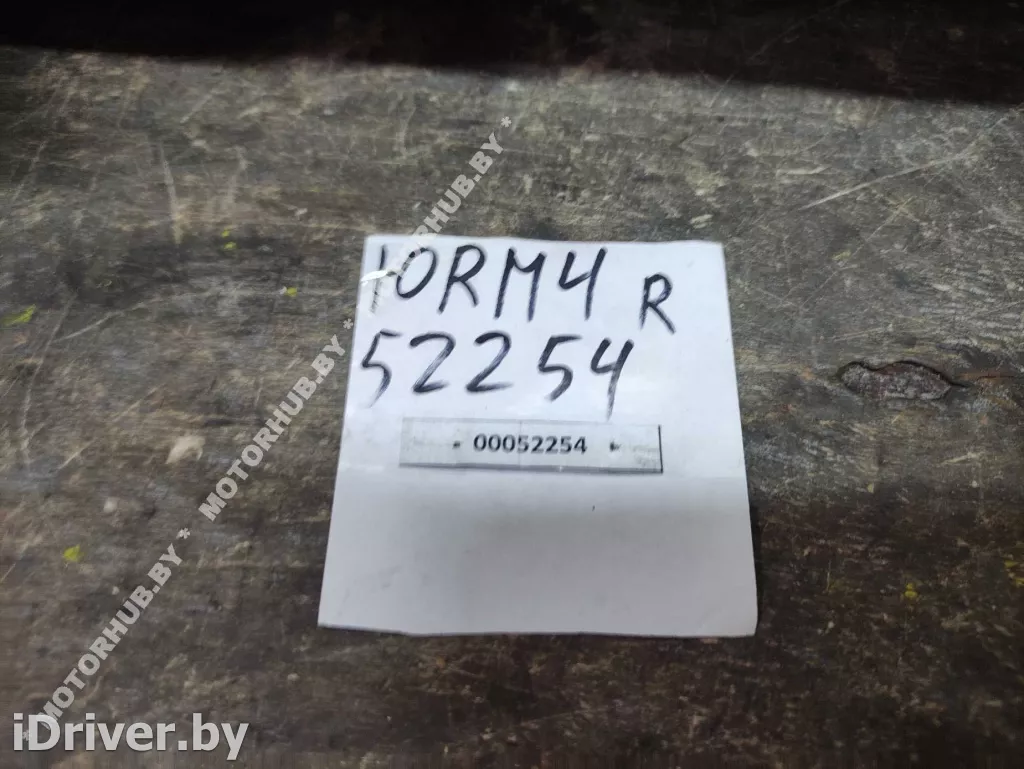 10RM4 R
52254
00052254
* MOTORHUB.BY * MOTORHUB.BY * MOTORHUB.BY *
iDriver.by